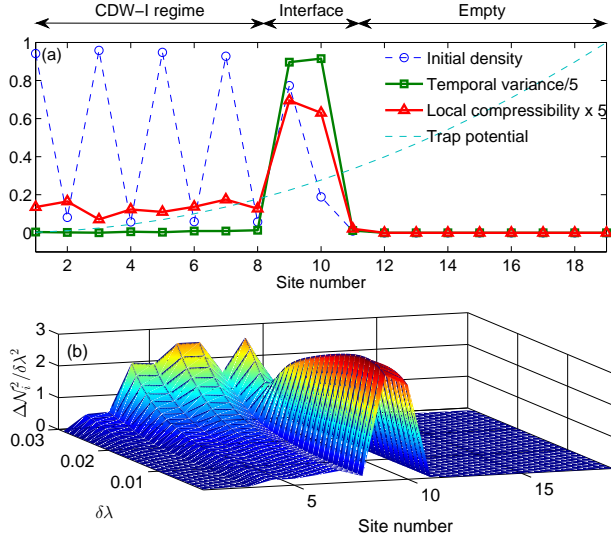 CDW−I regime Interface Empty
1
(a)
Initial density
0.8
Temporal variance/5
Local compressibility x 5
0.6
Trap potential
0.4
0.2
0
2 4 6 8 10 12 14 16 18
Site number
3
(b)
2
1
0
ΔN_i^2/δλ^2
0.03
0.02
0.01
δλ
5 10 15
Site number